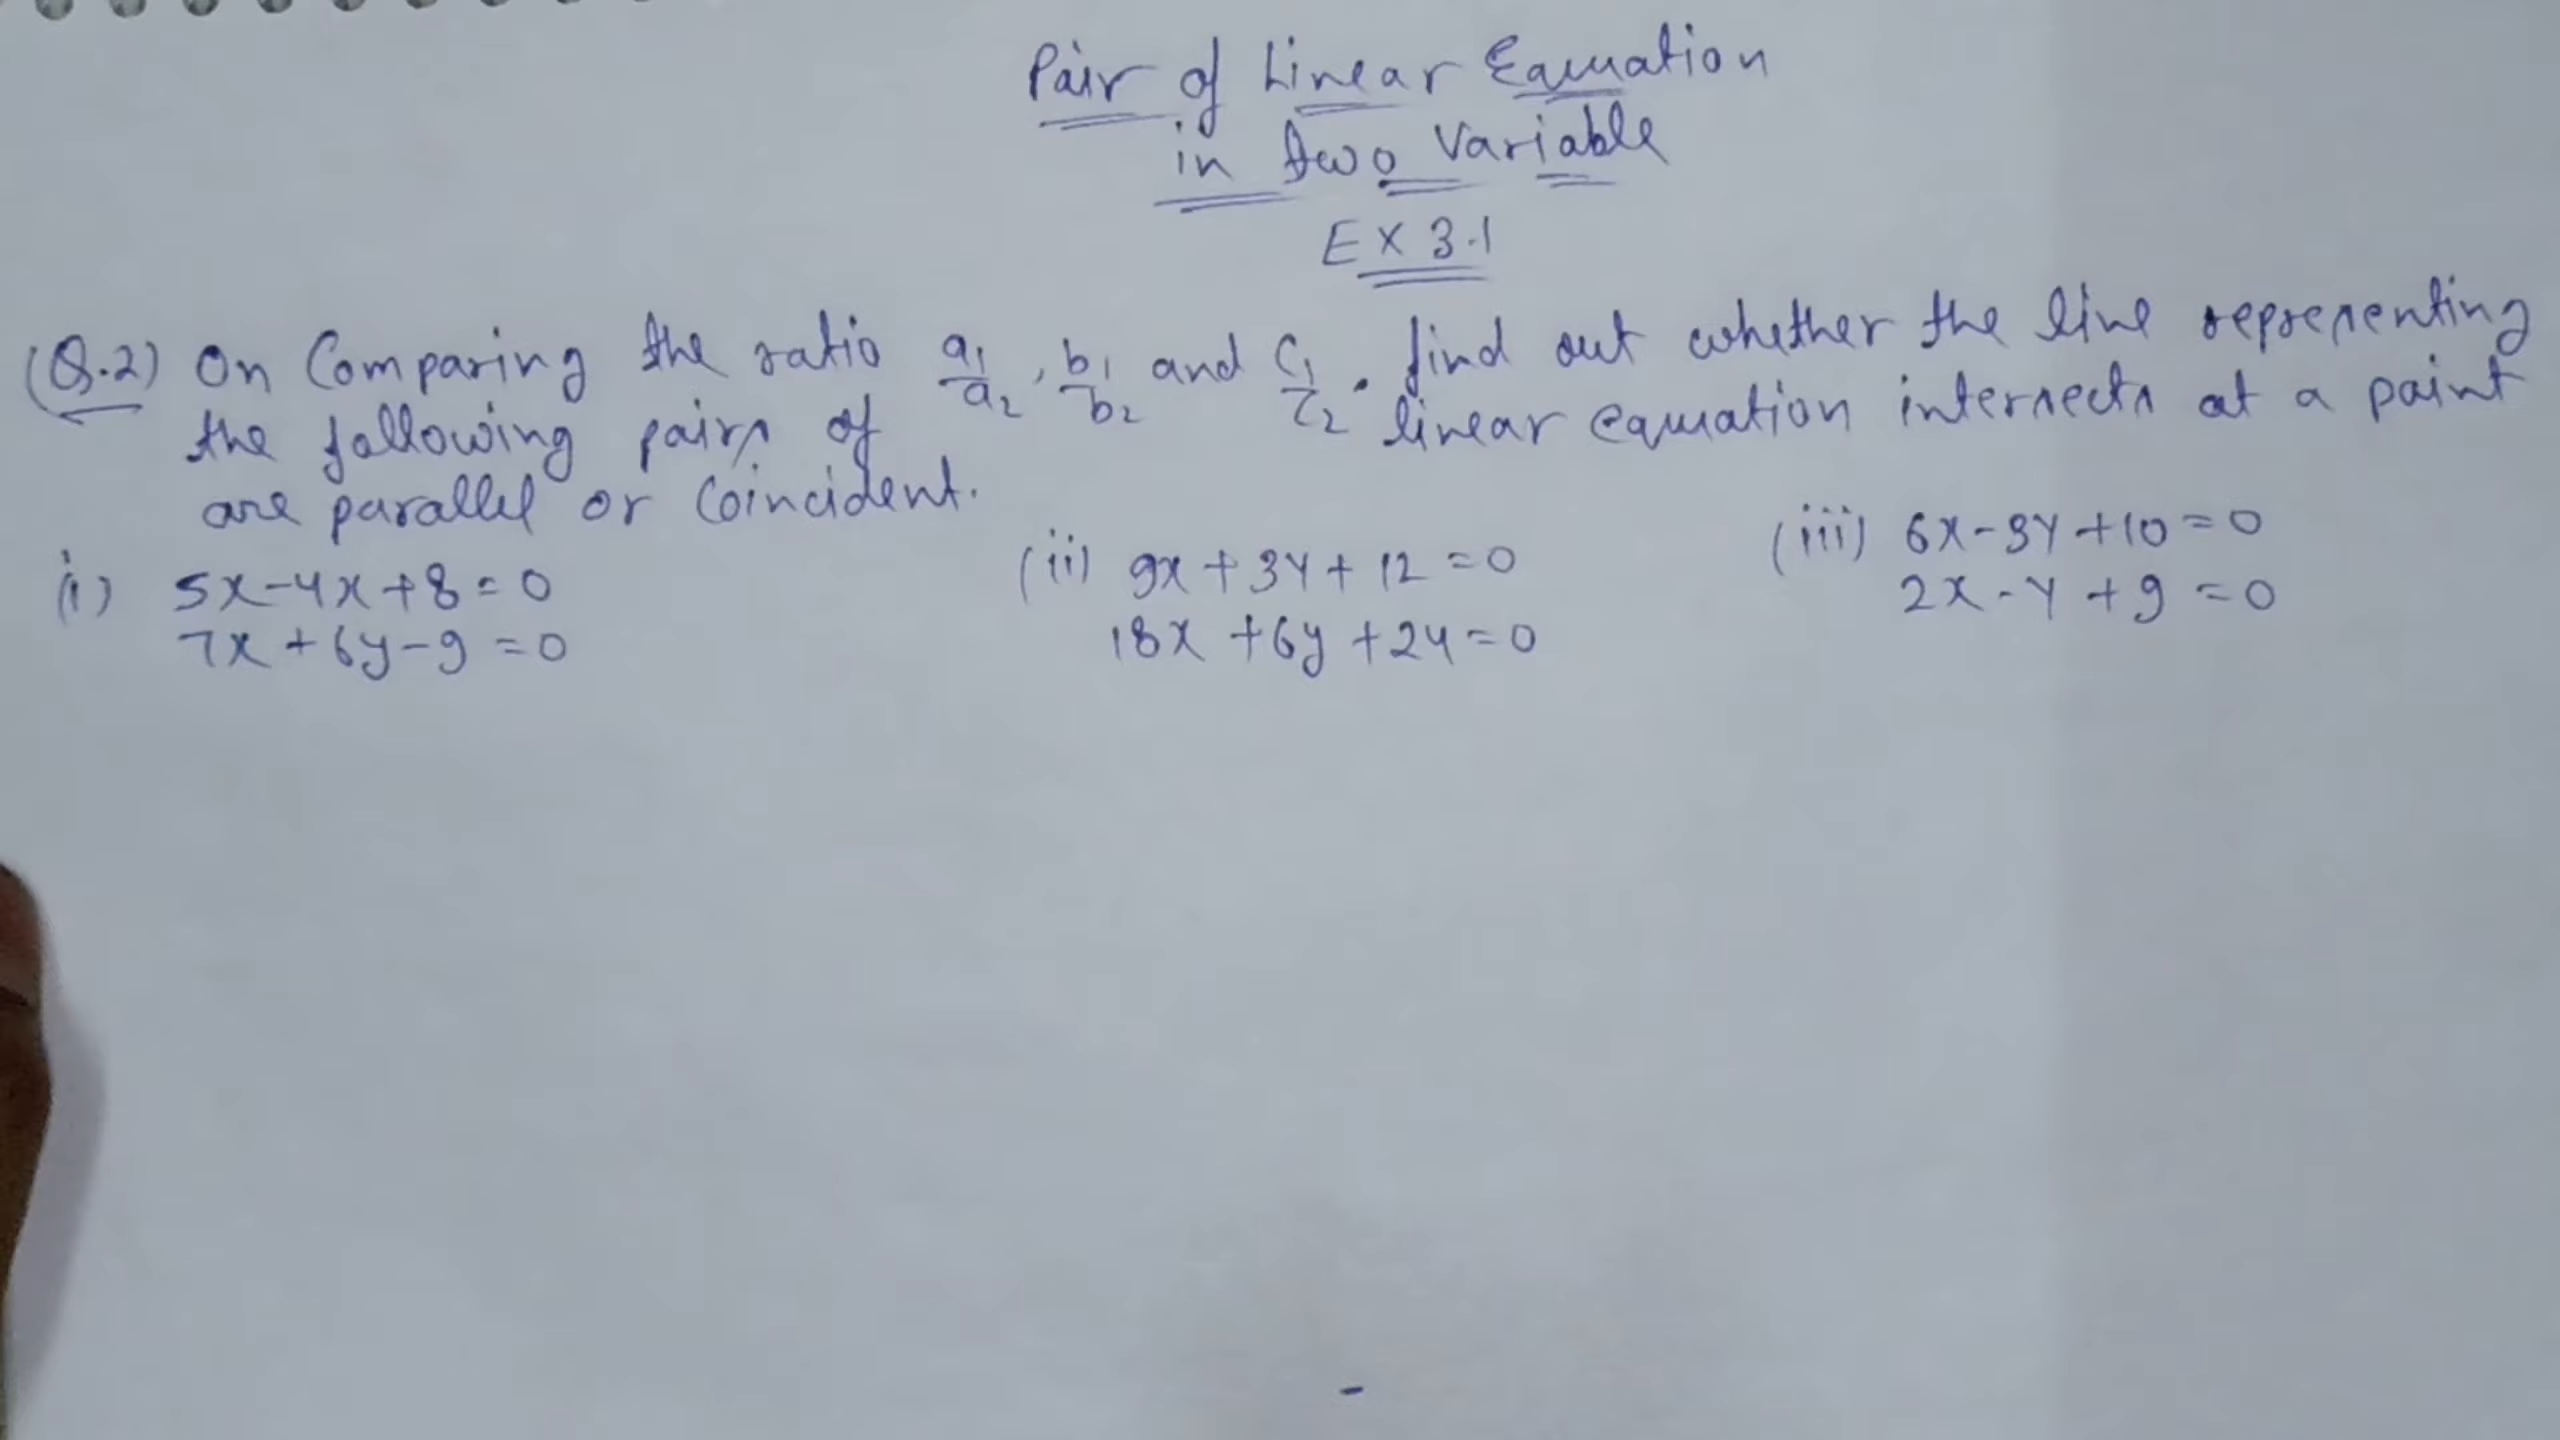 Pair of Linear Equation
in two Variable
EX 3.1
(Q.2) On Comparing the ratio a1/a2, b1/b2 and c1/c2. find out whether the line representing
the following pairs of linear equation intersects at a paint
are parallel or Coincident.
(i) 5x-4x+8=0
7x+6y-9=0
(ii) 9x+3y+12=0
18x+6y+24=0
(iii) 6x-3y+10=0
2x-y+9=0